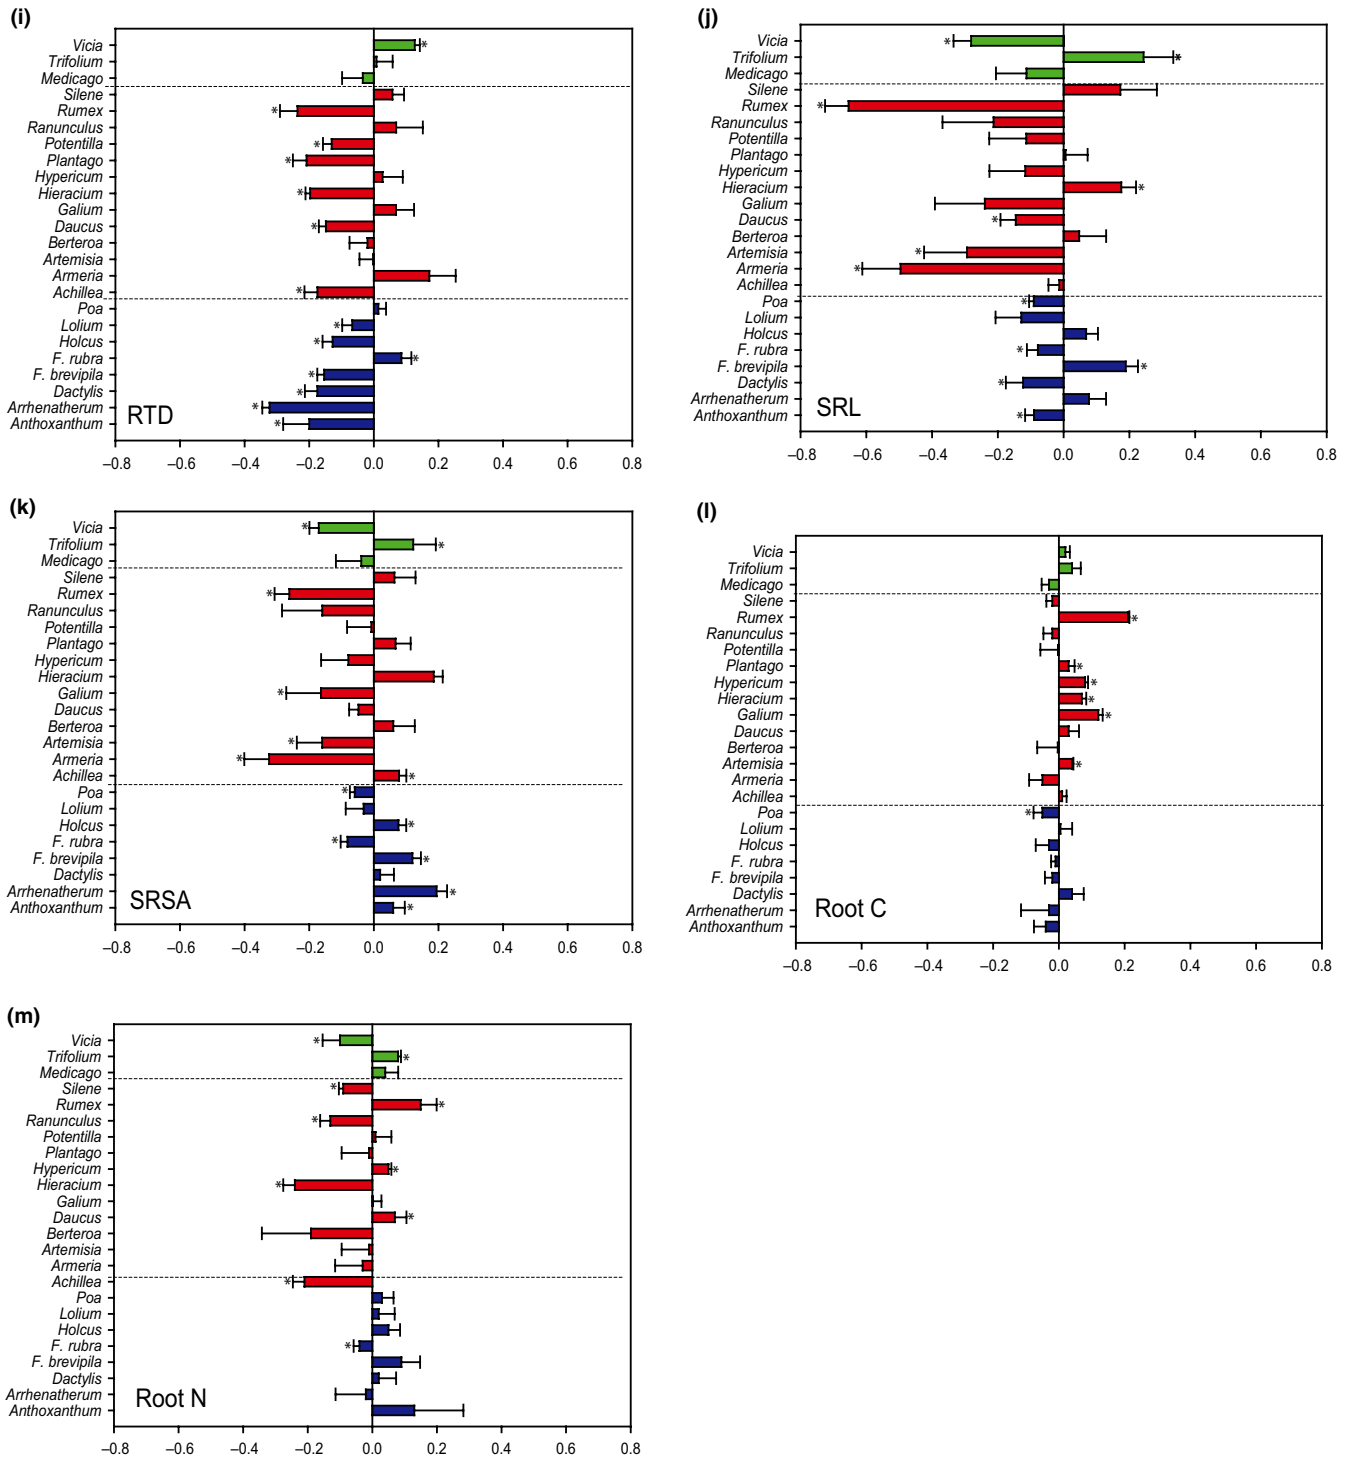 (i)
Vicia
*
Trifolium
Medicago
Silene
Rumex
*
Ranunculus
Potentilla
*
Plantago
*
Hypericum
Hieracium
*
Galium
Daucus
*
Berteroa
Artemisia
Armeria
Achillea
*
Poa
Lolium
*
Holcus
*
F. rubra
*
F. brevipila
*
Dactylis
*
Arrhenatherum
*
Anthoxanthum
*
RTD
–0.8 –0.6 –0.4 –0.2 0.0 0.2 0.4 0.6 0.8
(j)
Vicia
*
Trifolium
*
Medicago
Silene
Rumex
*
Ranunculus
Potentilla
Plantago
Hypericum
Hieracium
*
Galium
Daucus
*
Berteroa
Artemisia
*
Armeria
*
Achillea
Poa
*
Lolium
Holcus
F. rubra
*
F. brevipila
*
Dactylis
*
Arrhenatherum
Anthoxanthum
*
SRL
–0.8 –0.6 –0.4 –0.2 0.0 0.2 0.4 0.6 0.8
(k)
Vicia
*
Trifolium
*
Medicago
Silene
Rumex
*
Ranunculus
Potentilla
Plantago
Hypericum
Hieracium
Galium
*
Daucus
Berteroa
Artemisia
*
Armeria
*
Achillea
*
Poa
*
Lolium
Holcus
*
F. rubra
*
F. brevipila
*
Dactylis
Arrhenatherum
*
Anthoxanthum
*
SRSA
–0.8 –0.6 –0.4 –0.2 0.0 0.2 0.4 0.6 0.8
(l)
Vicia
Trifolium
Medicago
Silene
Rumex
*
Ranunculus
Potentilla
Plantago
*
Hypericum
*
Hieracium
*
Galium
*
Daucus
Berteroa
Artemisia
*
Armeria
Achillea
Poa
*
Lolium
Holcus
F. rubra
F. brevipila
Dactylis
Arrhenatherum
Anthoxanthum
Root C
–0.8 –0.6 –0.4 –0.2 0.0 0.2 0.4 0.6 0.8
(m)
Vicia
*
Trifolium
*
Medicago
Silene
*
Rumex
*
Ranunculus
*
Potentilla
Plantago
Hypericum
*
Hieracium
*
Galium
Daucus
*
Berteroa
Artemisia
Armeria
Achillea
*
Poa
Lolium
Holcus
F. rubra
*
F. brevipila
Dactylis
Arrhenatherum
Anthoxanthum
Root N
–0.8 –0.6 –0.4 –0.2 0.0 0.2 0.4 0.6 0.8